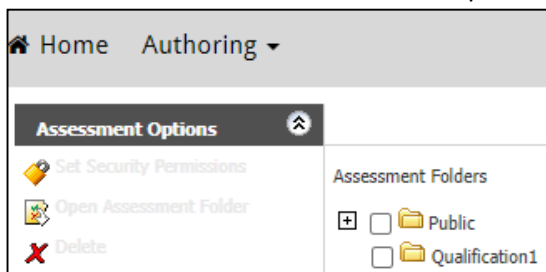 Home Authoring
Assessment Options
Set Security Permissions
Open Assessment Folder
Delete
Assessment Folders
Public
Qualification1